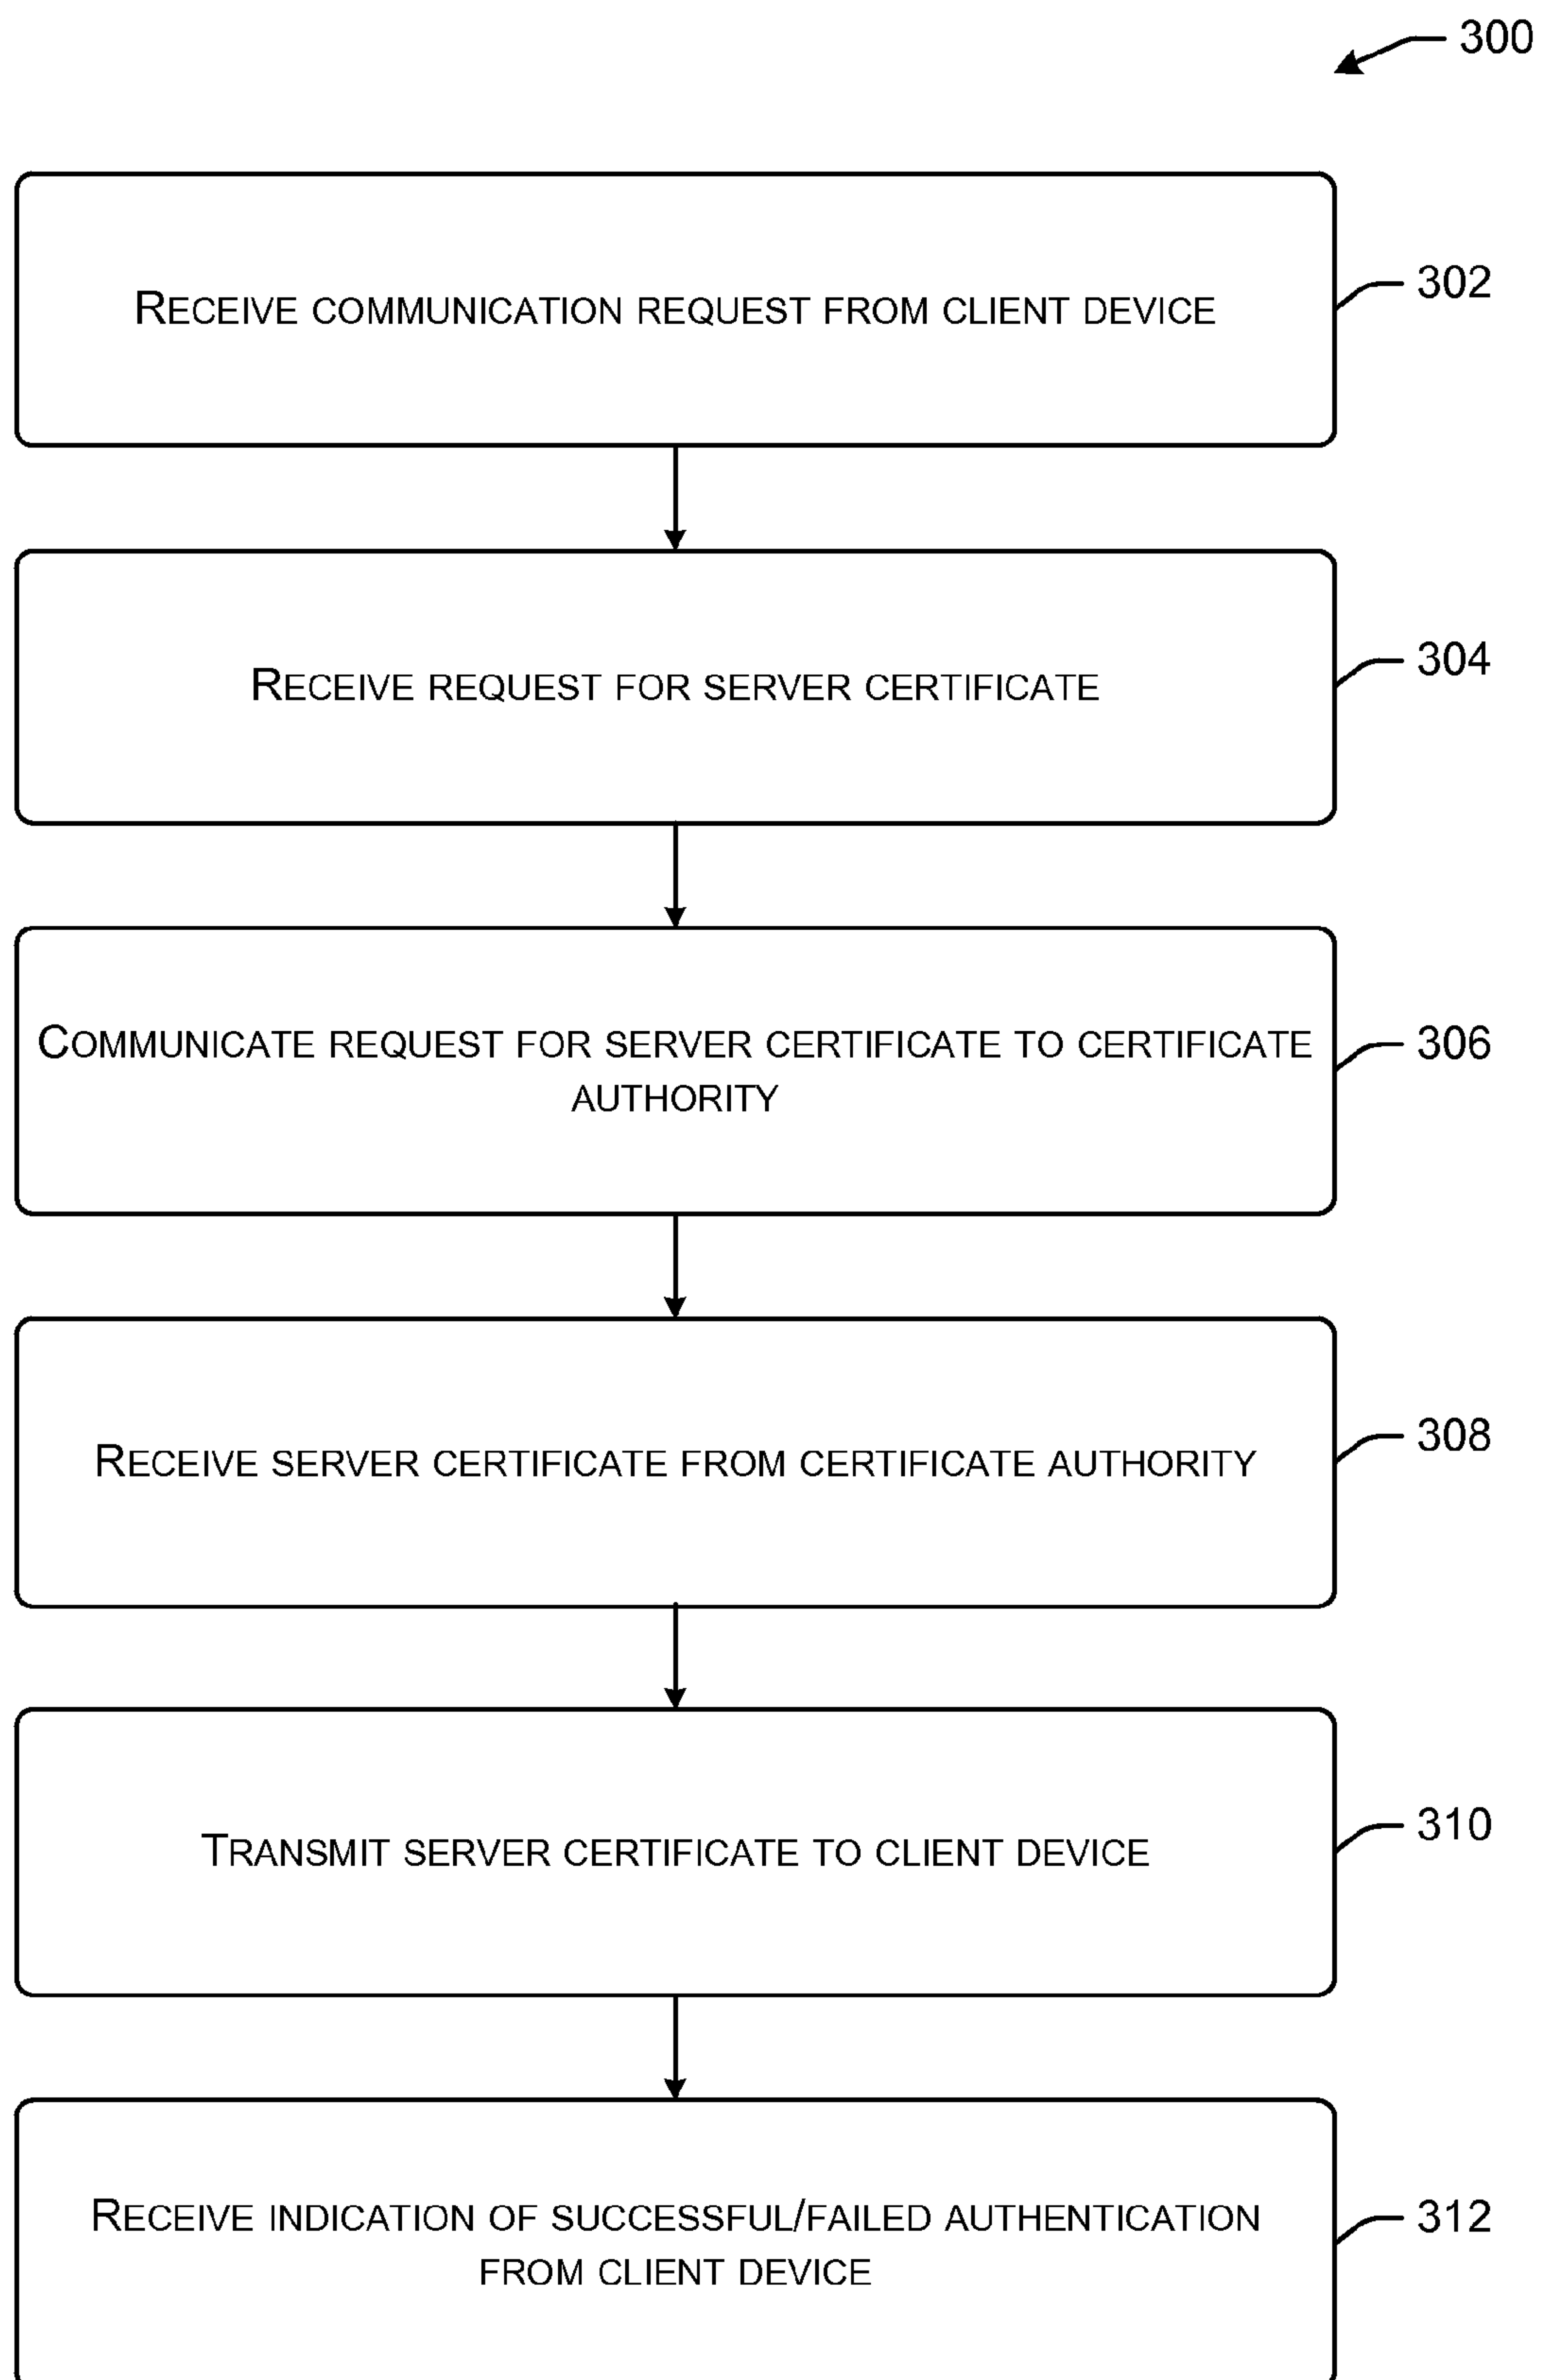 300
RECEIVE COMMUNICATION REQUEST FROM CLIENT DEVICE
302
RECEIVE REQUEST FOR SERVER CERTIFICATE
304
COMMUNICATE REQUEST FOR SERVER CERTIFICATE TO CERTIFICATE
AUTHORITY
306
RECEIVE SERVER CERTIFICATE FROM CERTIFICATE AUTHORITY
308
TRANSMIT SERVER CERTIFICATE TO CLIENT DEVICE
310
RECEIVE INDICATION OF SUCCESSFUL/FAILED AUTHENTICATION
FROM CLIENT DEVICE
312